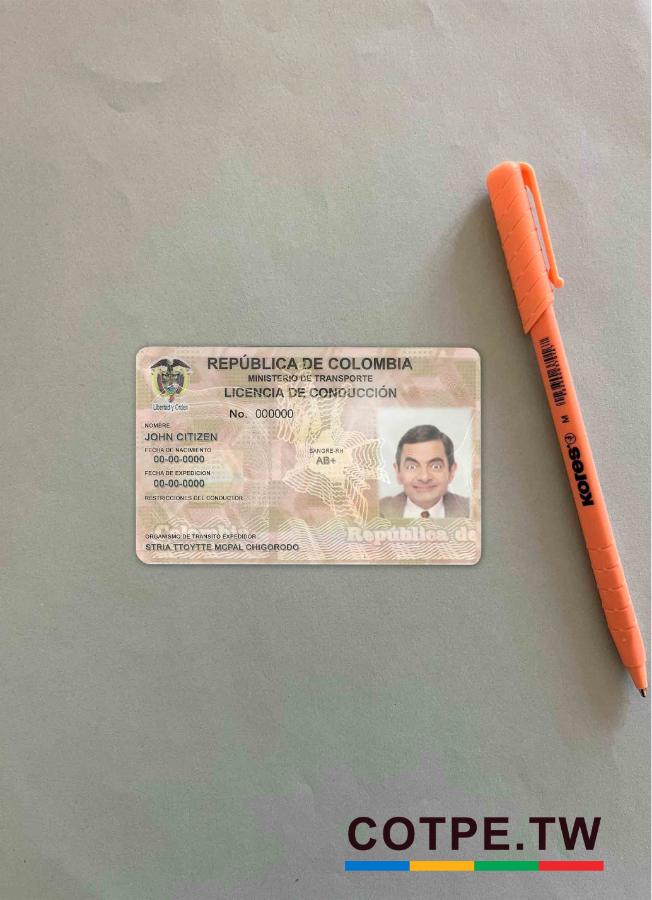 REPÚBLICA DE COLOMBIA
MINISTERIO DE TRANSPORTE
LICENCIA DE CONDUCCIÓN
Libertad y Orden
No. 000000
NOMBRE
JOHN CITIZEN
FECHA DE NACIMIENTO
00-00-0000
SANGRE-RH
AB+
FECHA DE EXPEDICION
00-00-0000
RESTRICCIONES DEL CONDUCTOR
Colombia
República de
ORGANISMO DE TRANSITO EXPEDIDOR
STRIA TTOYTTE MCPAL CHIGORODO
M
Kores
COTPE.TW